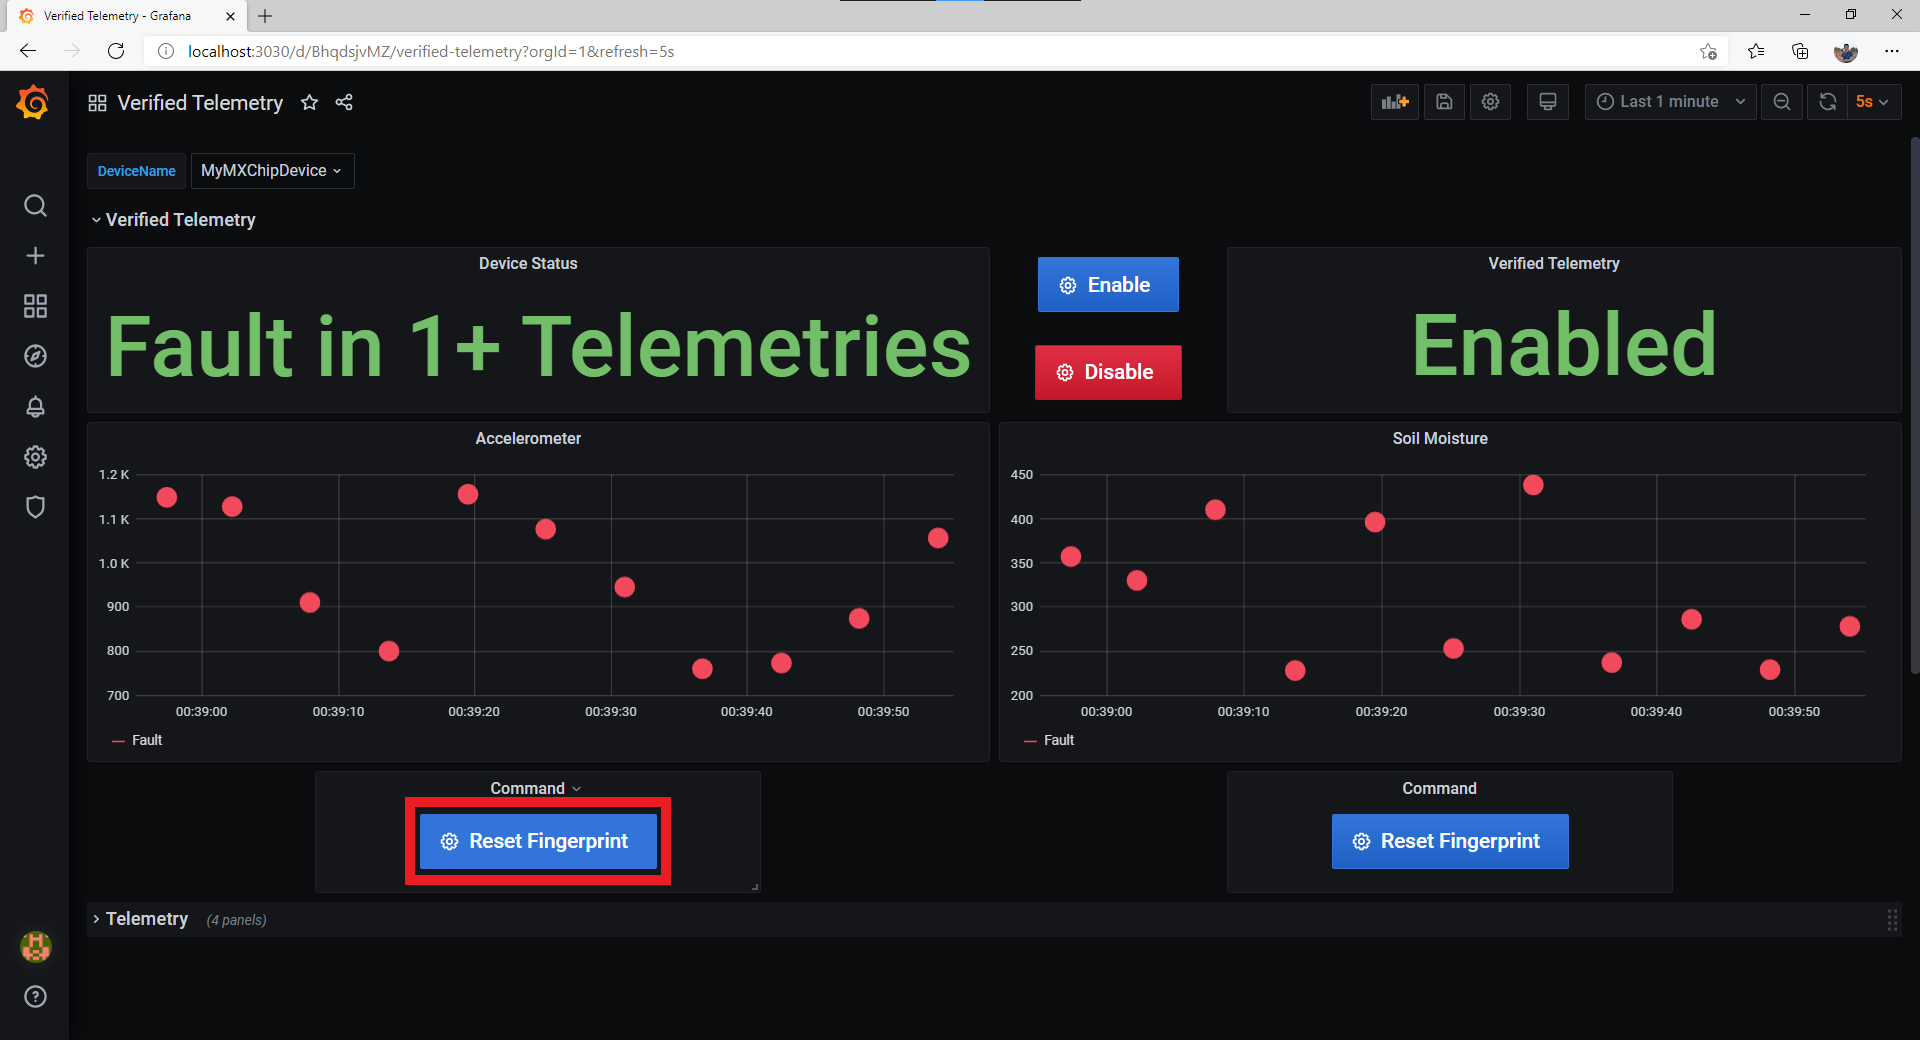 Verified Telemetry - Grafana
localhost:3030/d/BhqdsjvMZ/verified-telemetry?orgId=1&refresh=5s
Verified Telemetry
Last 1 minute
5s
DeviceName
MyMXChipDevice
Verified Telemetry
Device Status
Fault in 1+ Telemetries
Enable
Disable
Verified Telemetry
Enabled
Accelerometer
1.2 K
1.1 K
1.0 K
900
800
700
00:39:00 00:39:10 00:39:20 00:39:30 00:39:40 00:39:50
Fault
Soil Moisture
450
400
350
300
250
200
00:39:00 00:39:10 00:39:20 00:39:30 00:39:40 00:39:50
Fault
Command
Reset Fingerprint
Command
Reset Fingerprint
Telemetry (4 panels)